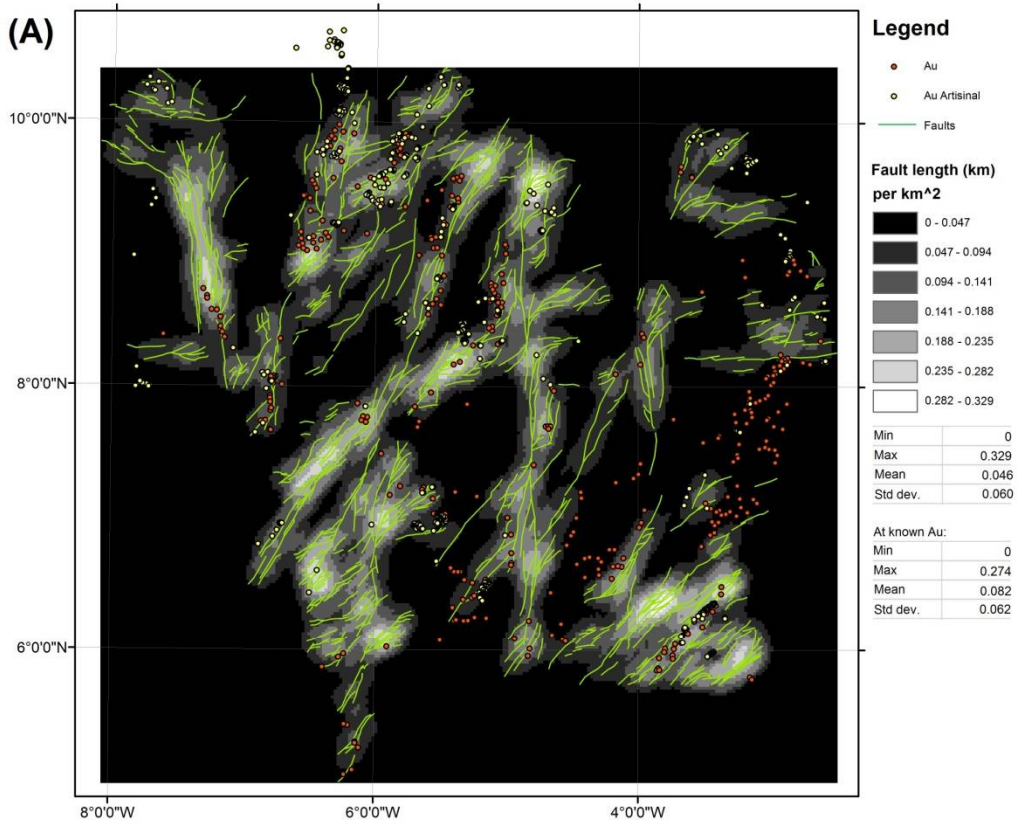 (A)
10°0'0"N
8°0'0"N
6°0'0"N
8°0'0"W
6°0'0"W
4°0'0"W
Legend
Au
Au Artisinal
Faults
Fault length (km)
per km^2
0 - 0.047
0.047 - 0.094
0.094 - 0.141
0.141 - 0.188
0.188 - 0.235
0.235 - 0.282
0.282 - 0.329
Min 0
Max 0.329
Mean 0.046
Std dev. 0.060
At known Au:
Min 0
Max 0.274
Mean 0.082
Std dev. 0.062